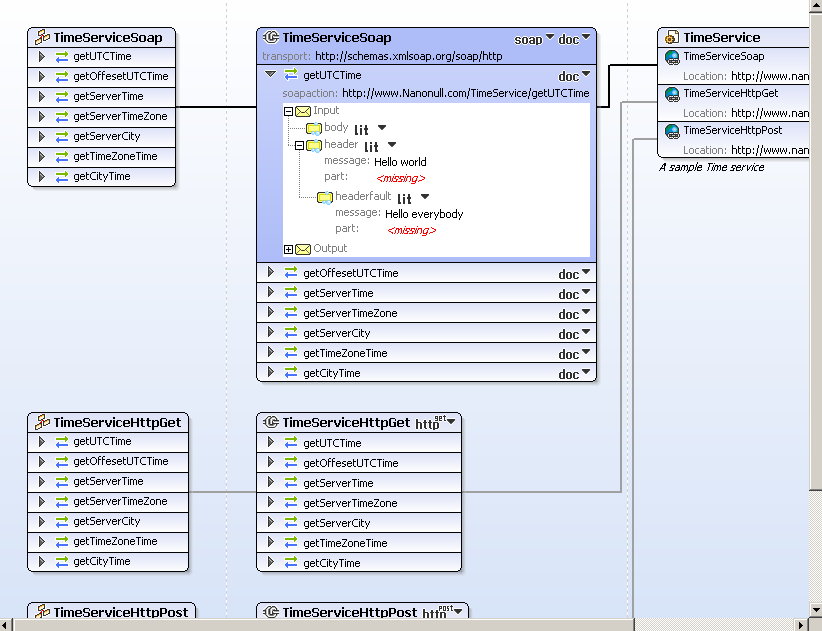 TimeServiceSoap
getUTCTime
getOffesetUTCTime
getServerTime
getServerTimeZone
getServerCity
getTimeZoneTime
getCityTime
TimeServiceSoap soap doc
transport: http://schemas.xmlsoap.org/soap/http
getUTCTime doc
soapaction: http://www.Nanonull.com/TimeService/getUTCTime
Input
body lit
header lit
message: Hello world
part: <missing>
headerfault lit
message: Hello everybody
part: <missing>
Output
getOffesetUTCTime doc
getServerTime doc
getServerTimeZone doc
getServerCity doc
getTimeZoneTime doc
getCityTime doc
TimeService
TimeServiceSoap
Location: http://www.nan
TimeServiceHttpGet
Location: http://www.nan
TimeServiceHttpPost
Location: http://www.nan
A sample Time service
TimeServiceHttpGet
getUTCTime
getOffesetUTCTime
getServerTime
getServerTimeZone
getServerCity
getTimeZoneTime
getCityTime
TimeServiceHttpGet http get
getUTCTime
getOffesetUTCTime
getServerTime
getServerTimeZone
getServerCity
getTimeZoneTime
getCityTime
TimeServiceHttpPost
TimeServiceHttpPost http post